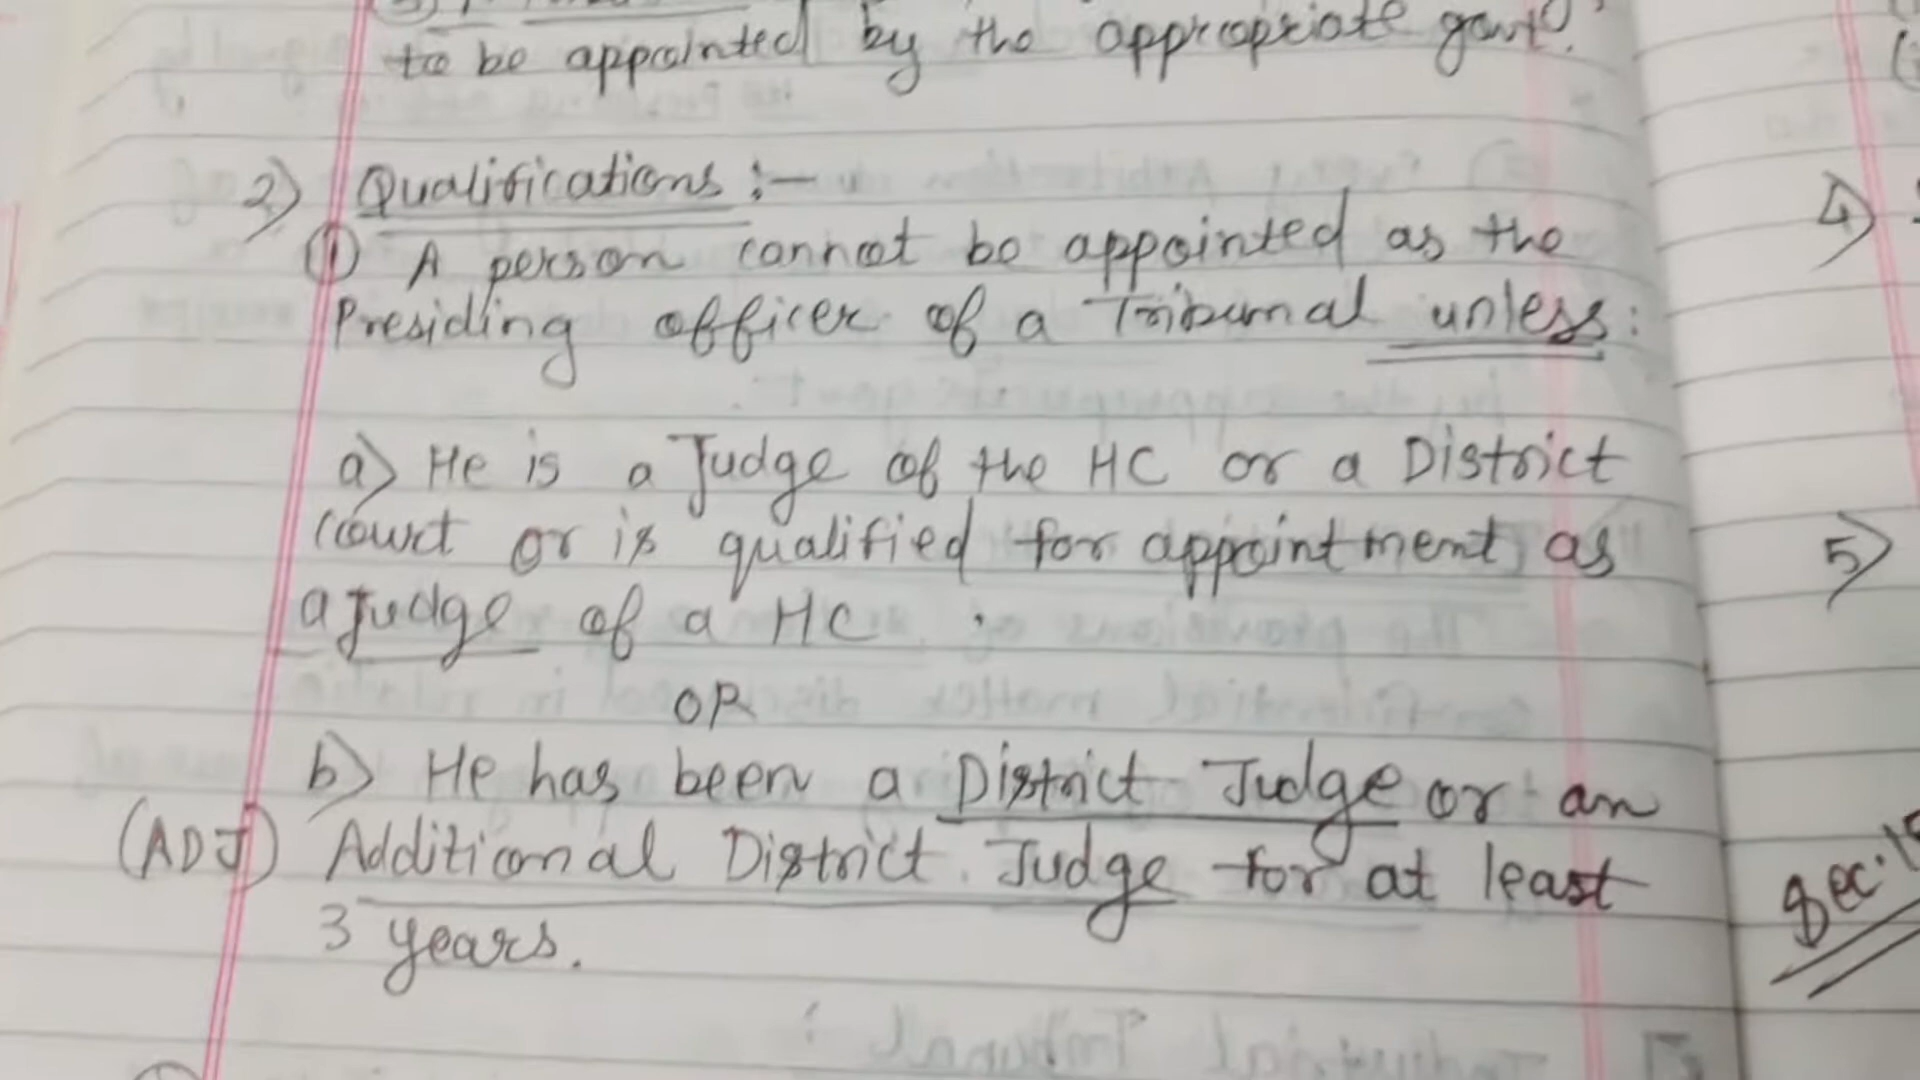 to be appointed by the appropriate govt.
2) Qualifications :-
① A person cannot be appointed as the
Presiding officer of a Tribunal unless:
a) He is a Judge of the HC or a District
Court or is qualified for appointment as
a Judge of a HC .
OR
b) He has been a District Judge or an
(ADJ) Additional District Judge for at least
3 years.
4)
5)
Sec.